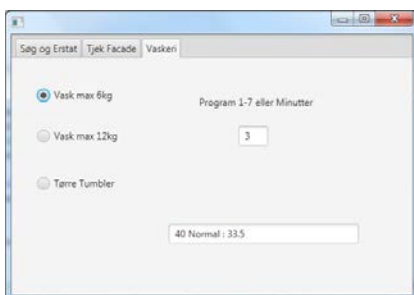 Søg og Erstat Tjek Facade Vaskeri
Vask max 6kg
Program 1-7 eller Minutter
Vask max 12kg
3
Tørre Tumbler
40 Normal : 33.5